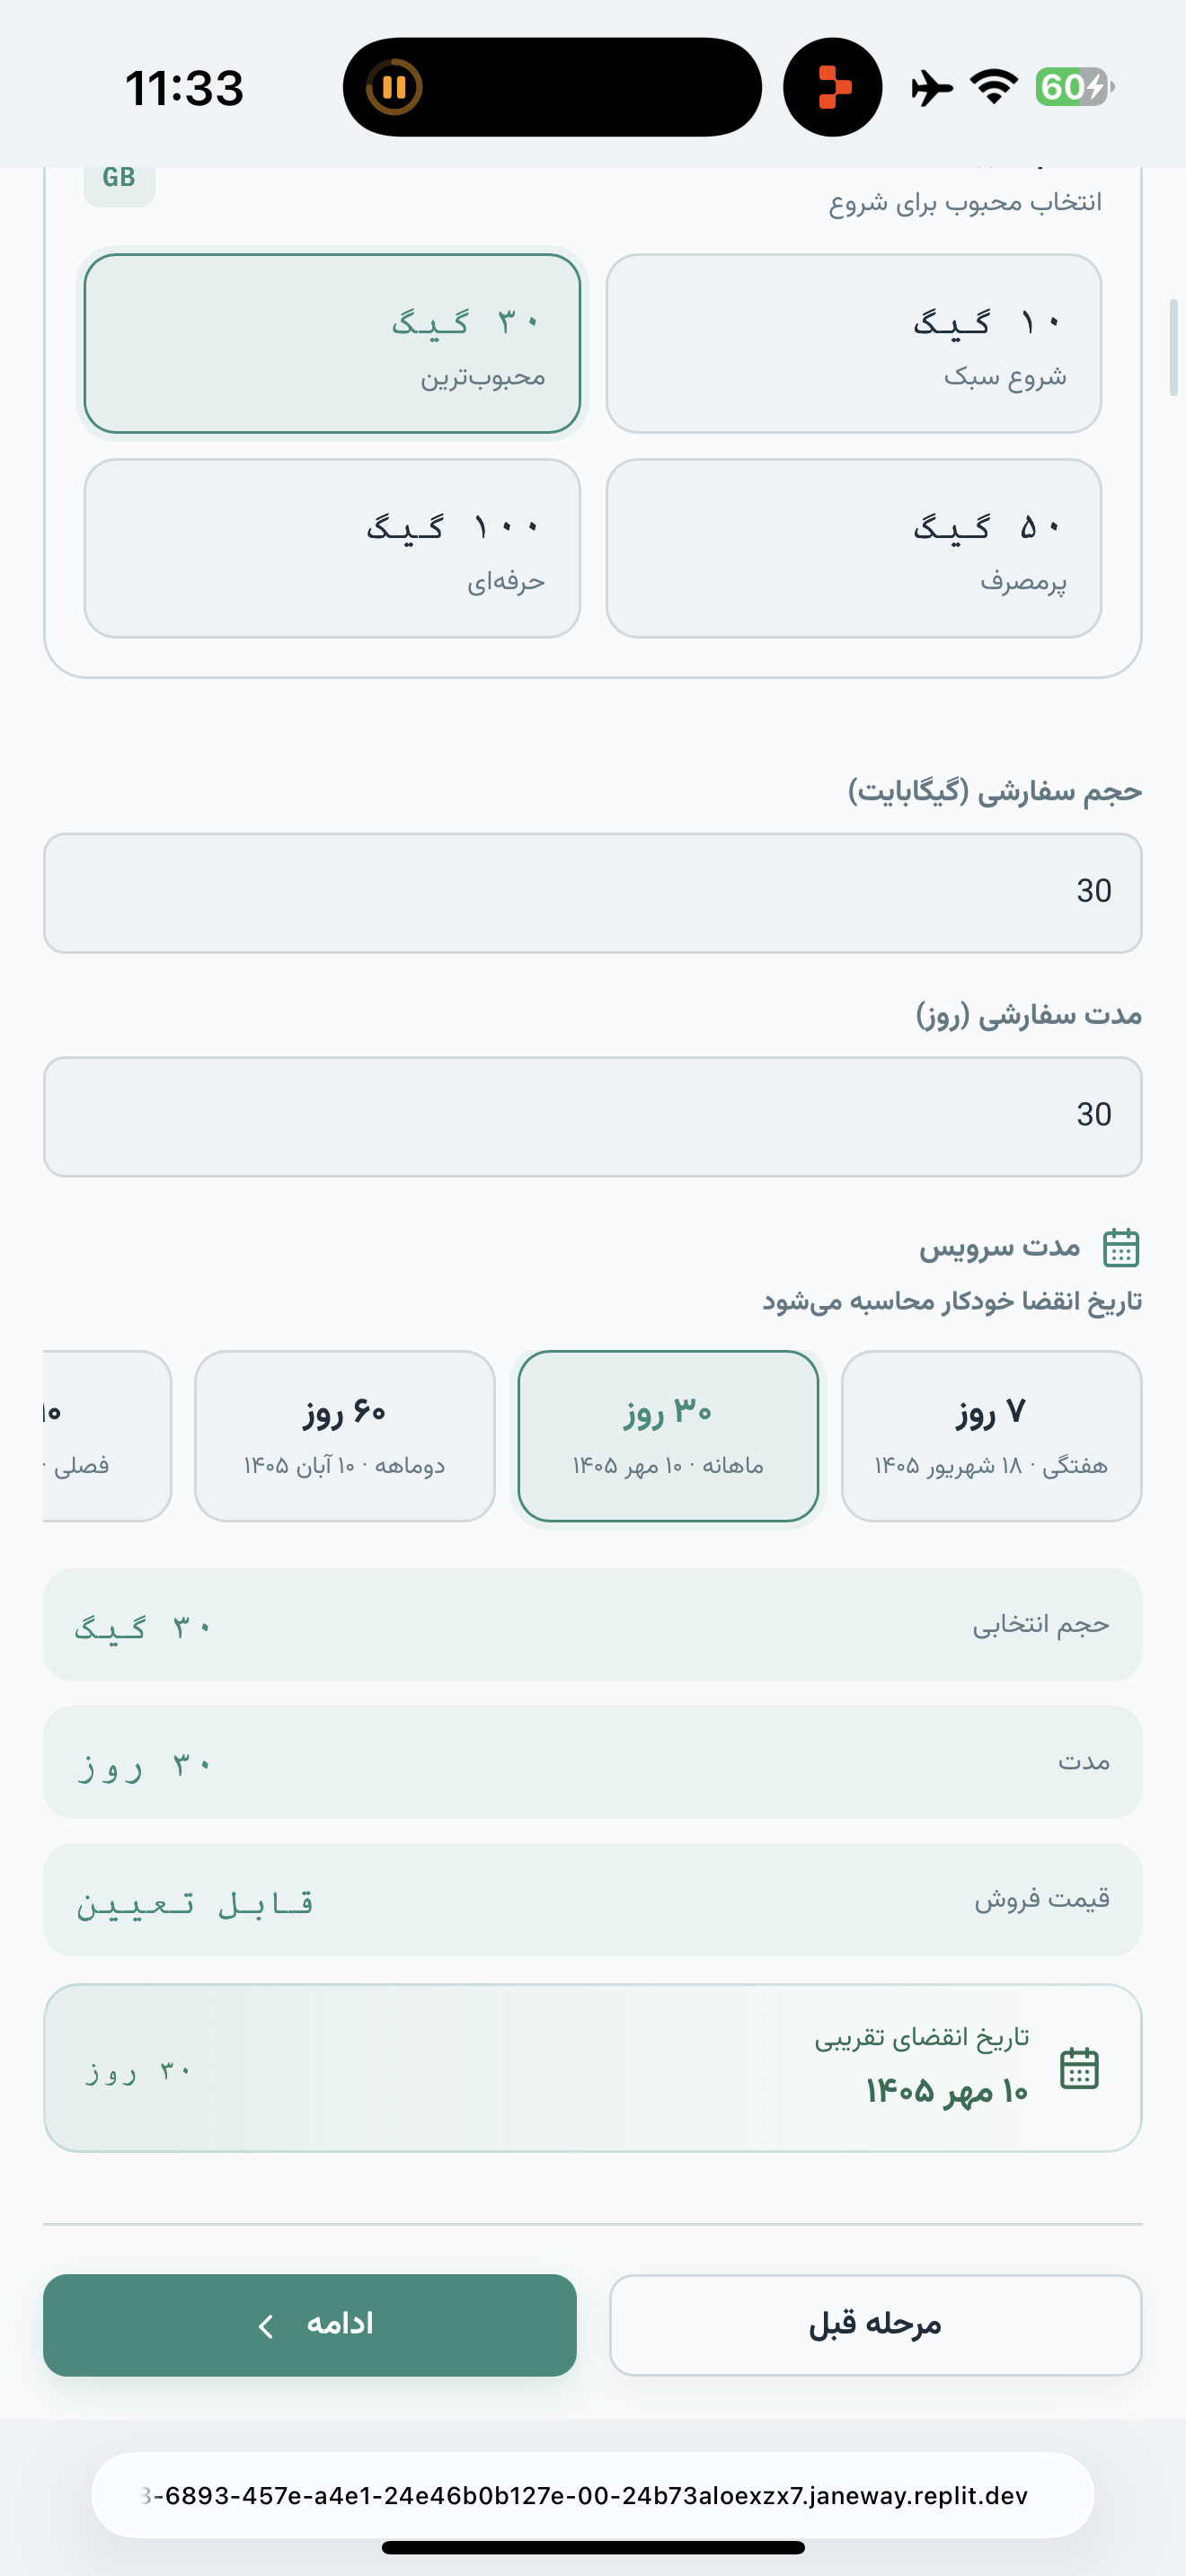 11:33
60
GB
انتخاب محبوب برای شروع
۱۰ گیگ
شروع سبک
۳۰ گیگ
محبوب‌ترین
۵۰ گیگ
پرمصرف
۱۰۰ گیگ
حرفه‌ای
حجم سفارشی (گیگابایت)
30
مدت سفارشی (روز)
30
مدت سرویس
تاریخ انقضا خودکار محاسبه می‌شود
۷ روز
هفتگی · ۱۸ شهریور ۱۴۰۵
۳۰ روز
ماهانه · ۱۰ مهر ۱۴۰۵
۶۰ روز
دوماهه · ۱۰ آبان ۱۴۰۵
فصلی ·
حجم انتخابی
۳۰ گیگ
مدت
۳۰ روز
قیمت فروش
قابل تعیین
تاریخ انقضای تقریبی
۱۰ مهر ۱۴۰۵
۳۰ روز
مرحله قبل
ادامه
3-6893-457e-a4e1-24e46b0b127e-00-24b73aloexzx7.janeway.replit.dev